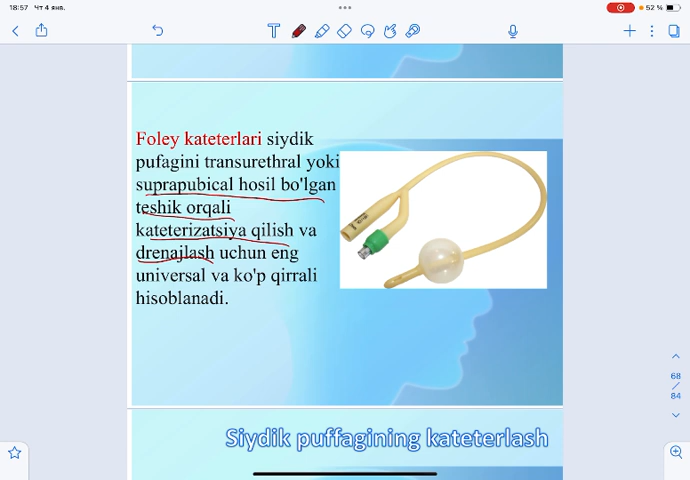 18:57 Чт 4 янв.
52 %
Foley kateterlari siydik
pufagini transurethral yoki
suprapubical hosil bo'lgan
teshik orqali
kateterizatsiya qilish va
drenajlash uchun eng
universal va ko'p qirrali
hisoblanadi.
68
/
84
Siydik puffagining kateterlash